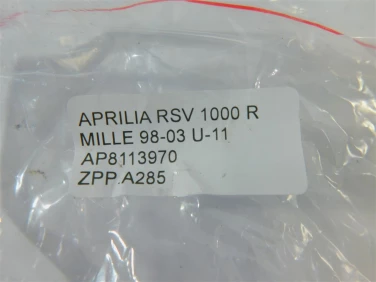 APRILIA RSV 1000 R
MILLE 98-03 U-11
AP8113970
ZPP.A285